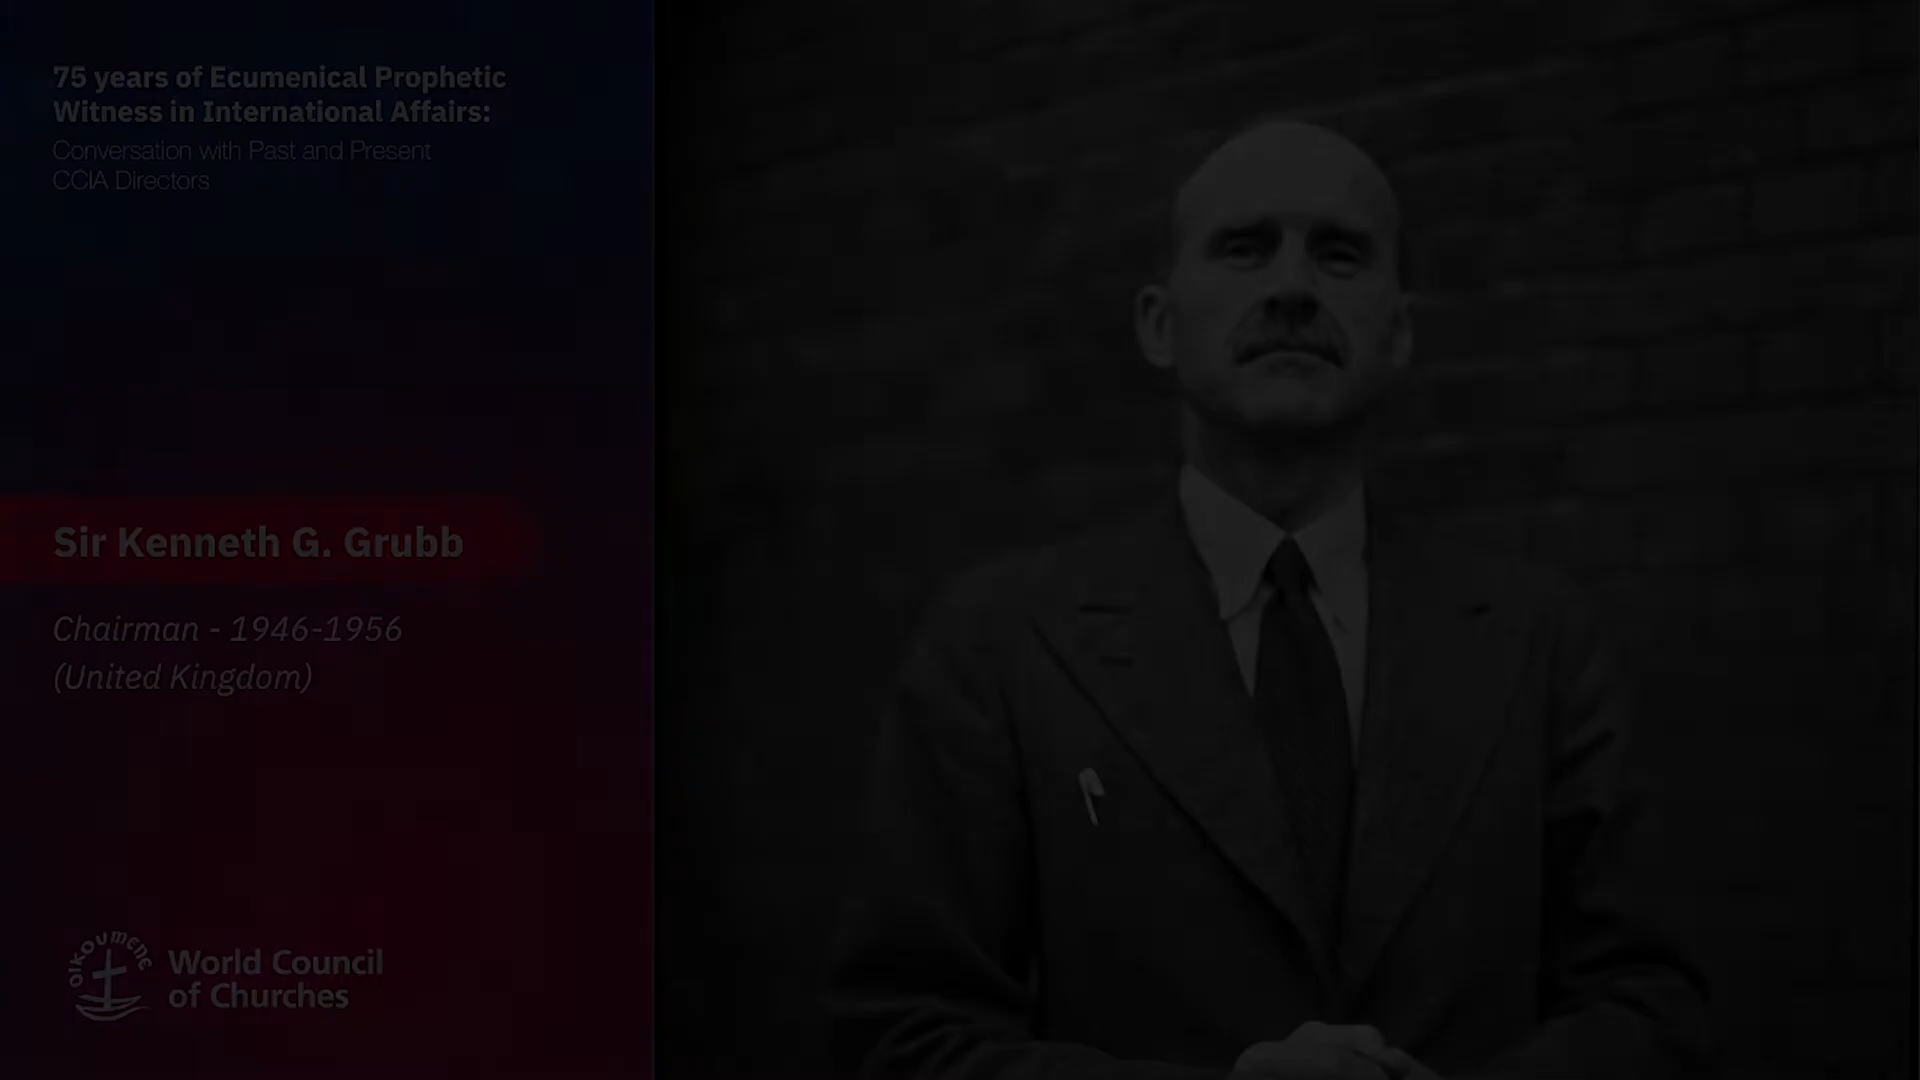 75 years of Ecumenical Prophetic
Witness in International Affairs:
Conversation with Past and Present
CCIA Directors
Sir Kenneth G. Grubb
Chairman - 1946-1956
(United Kingdom)
oikoumene
World Council
of Churches